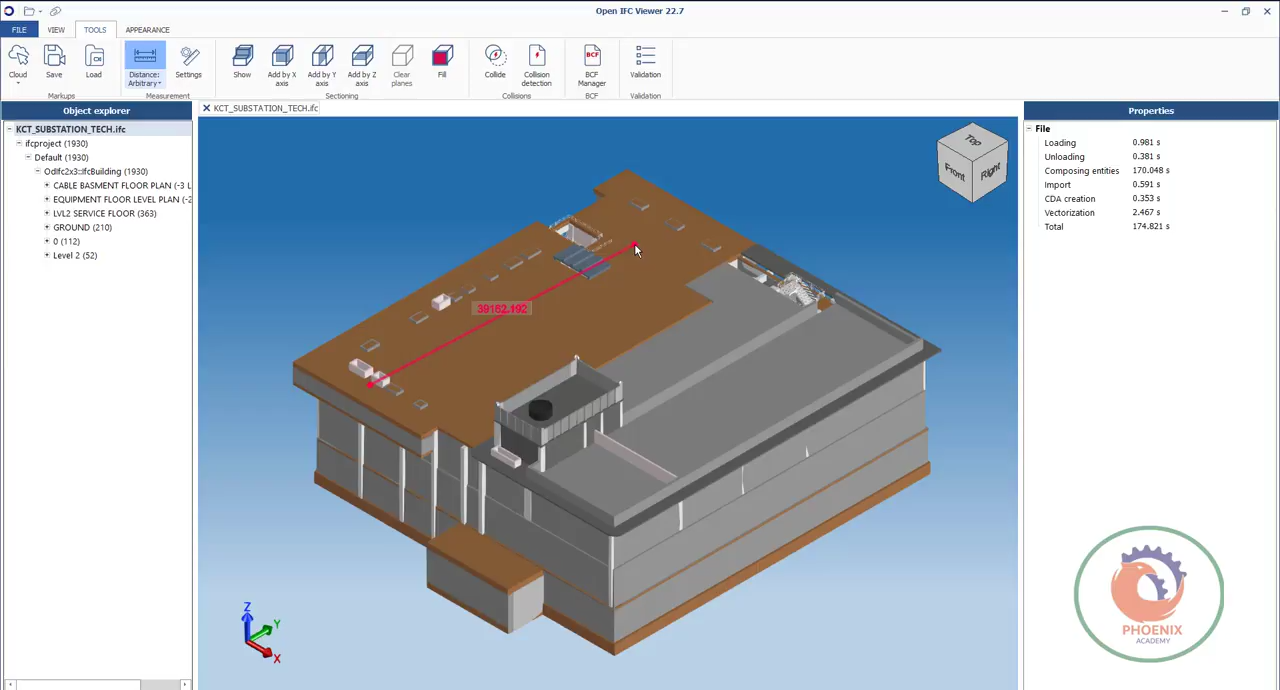 Open IFC Viewer 22.7
FILE VIEW TOOLS APPEARANCE
Cloud Save Load Distance: Arbitrary Settings Show Add by X axis Add by Y axis Add by Z axis Clear planes Fill Collide Collision detection BCF BCF Manager Validation
Markups Measurement Sectioning Collisions BCF Validation
Object explorer
KCT_SUBSTATION_TECH.ifc
ifcproject (1930)
Default (1930)
OdIfc2x3::IfcBuilding (1930)
CABLE BASMENT FLOOR PLAN (-3 L
EQUIPMENT FLOOR LEVEL PLAN (-2
LVL2 SERVICE FLOOR (363)
GROUND (210)
0 (112)
Level 2 (52)
KCT_SUBSTATION_TECH.ifc
Top
Front
Right
39162.192
Z
Y
X
Properties
File
Loading 0.981 s
Unloading 0.381 s
Composing entities 170.048 s
Import 0.591 s
CDA creation 0.353 s
Vectorization 2.467 s
Total 174.821 s
PHOENIX
ACADEMY